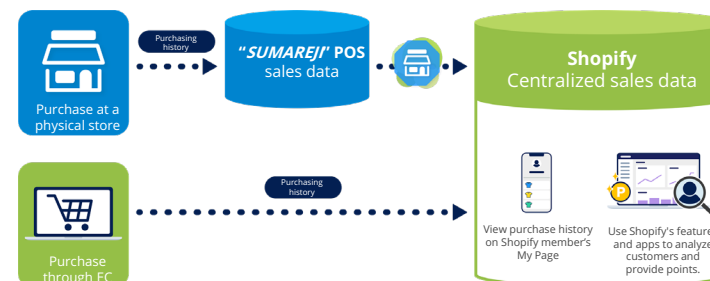 Purchase at a
physical store
Purchasing
history
"SUMAREJI" POS
sales data
Shopify
Centralized sales data
Purchase
through EC
Purchasing
history
View purchase history
on Shopify member's
My Page
Use Shopify's feature
and apps to analyze
customers and
provide points.
P